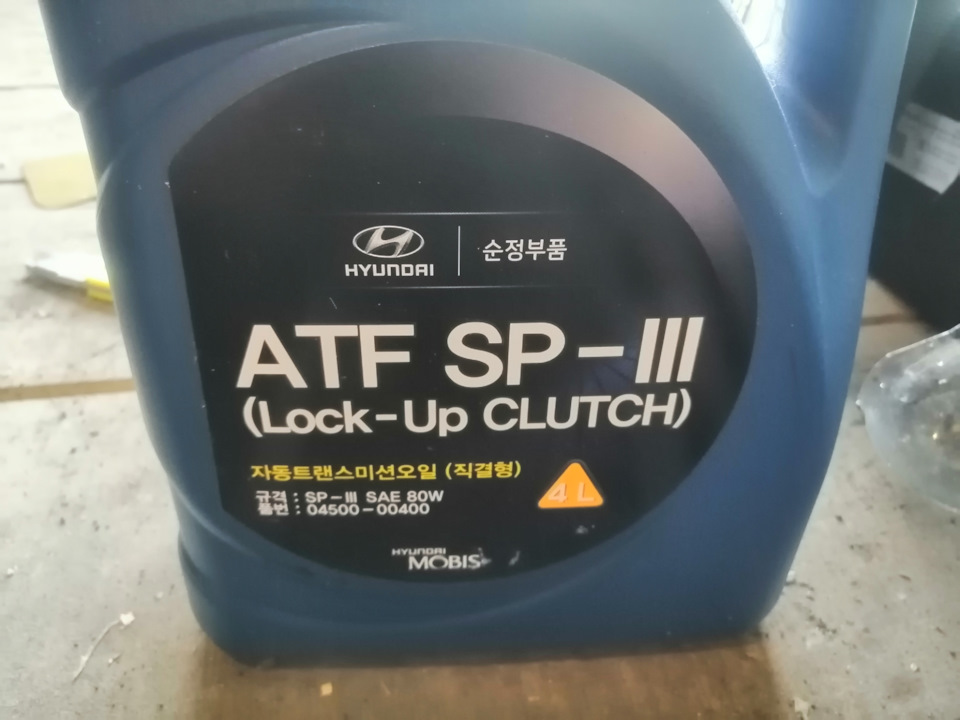 HYUNDAI 순정부품
ATF SP-III
(Lock-Up CLUTCH)
자동트랜스미션오일 (직결형)
4 L
규격 : SP-III SAE 80W
품번 : 04500-00400
HYUNDAI
MOBIS